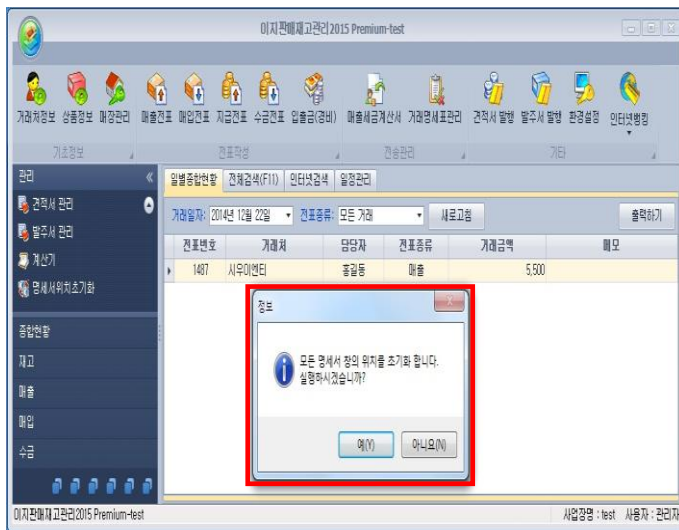 이지판매재고관리2015 Premium-test
거래처정보 상품정보 매장관리 매출전표 매입전표 지급전표 수금전표 입출금(경비) 매출세금계산서 거래명세표관리 견적서 발행 발주서 발행 환경설정 인터넷뱅킹
기초정보 전표작성 전송관리 기타
관리
일별종합현황 전체검색(F11) 인터넷검색 일정관리
견적서 관리
발주서 관리
계산기
명세서위치초기화
거래일자: 2014년 12월 22일 전표종류: 모든 거래 새로고침 출력하기
전표번호 거래처 담당자 전표종류 거래금액 메모
1487 시우이엔티 홍길동 매출 5,500
정보
모든 명세서 창의 위치를 초기화 합니다.
실행하시겠습니까?
예(Y) 아니요(N)
종합현황
재고
매출
매입
수금
이지판매재고관리2015 Premium-test 사업장명 : test 사용자 : 관리자